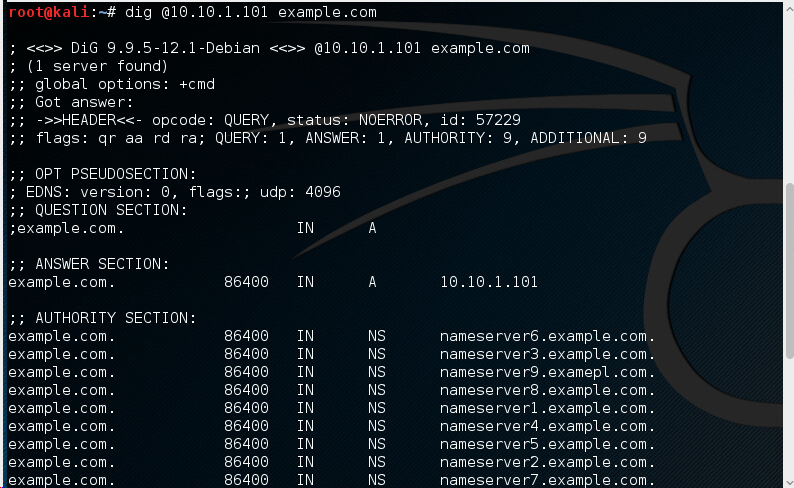 root@kali:~# dig @10.10.1.101 example.com
; <<>> DiG 9.9.5-12.1-Debian <<>> @10.10.1.101 example.com
; (1 server found)
;; global options: +cmd
;; Got answer:
;; ->>HEADER<<- opcode: QUERY, status: NOERROR, id: 57229
;; flags: qr aa rd ra; QUERY: 1, ANSWER: 1, AUTHORITY: 9, ADDITIONAL: 9
;; OPT PSEUDOSECTION:
; EDNS: version: 0, flags:; udp: 4096
;; QUESTION SECTION:
;example.com. IN A
;; ANSWER SECTION:
example.com. 86400 IN A 10.10.1.101
;; AUTHORITY SECTION:
example.com. 86400 IN NS nameserver6.example.com.
example.com. 86400 IN NS nameserver3.example.com.
example.com. 86400 IN NS nameserver9.examepl.com.
example.com. 86400 IN NS nameserver8.example.com.
example.com. 86400 IN NS nameserver1.example.com.
example.com. 86400 IN NS nameserver4.example.com.
example.com. 86400 IN NS nameserver5.example.com.
example.com. 86400 IN NS nameserver2.example.com.
example.com. 86400 IN NS nameserver7.example.com.